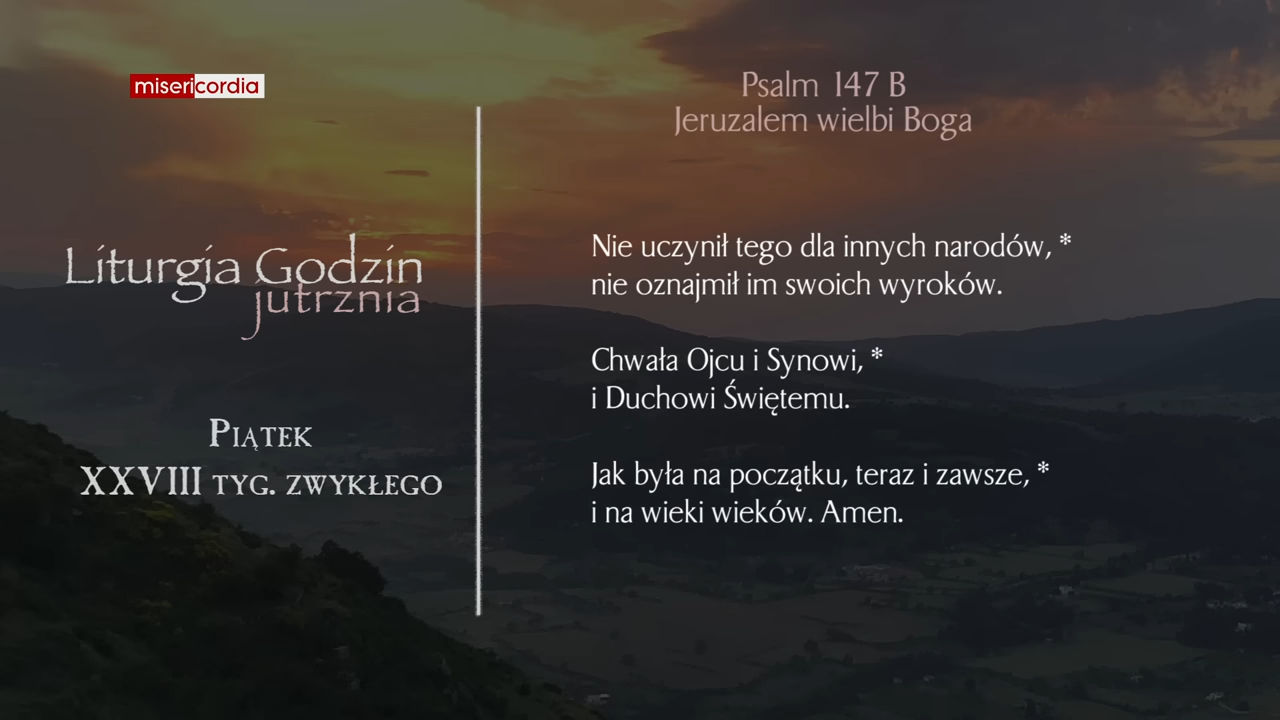 misericordia
Liturgia Godzin
jutrznia
Piątek
XXVIII tyg. zwykłego
Psalm 147 B
Jeruzalem wielbi Boga
Nie uczynił tego dla innych narodów, *
nie oznajmił im swoich wyroków.
Chwała Ojcu i Synowi, *
i Duchowi Świętemu.
Jak była na początku, teraz i zawsze, *
i na wieki wieków. Amen.